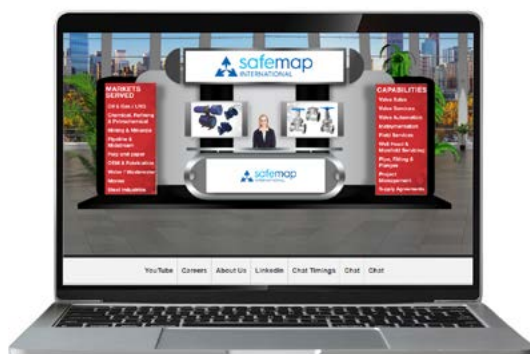 safemap
INTERNATIONAL
MARKETS
SERVED
Oil & Gas / LNG
Chemical, Refining
& Petrochemical
Mining & Minerals
Pipeline &
Midstream
Pulp and paper
OEM & Fabrication
Water / Wastewater
Marine
Steel Industries
CAPABILITIES
Valve Sales
Valve Services
Valve Automation
Instrumentation
Field Services
Well Head &
Manifold Servicing
Pipe, Fitting &
Flanges
Project
Management
Supply Agreements
safemap
INTERNATIONAL
YouTube Careers About Us LinkedIn Chat Timings Chat Chat